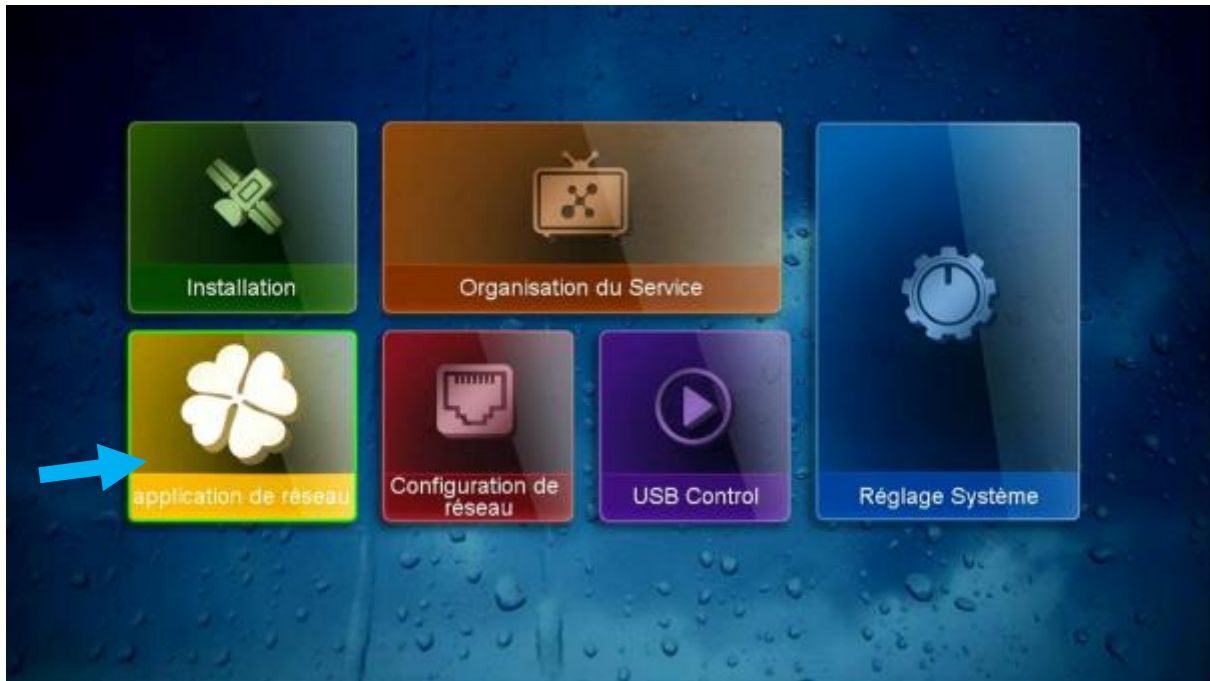 Installation
Organisation du Service
application de réseau
Configuration de
réseau
USB Control
Réglage Système